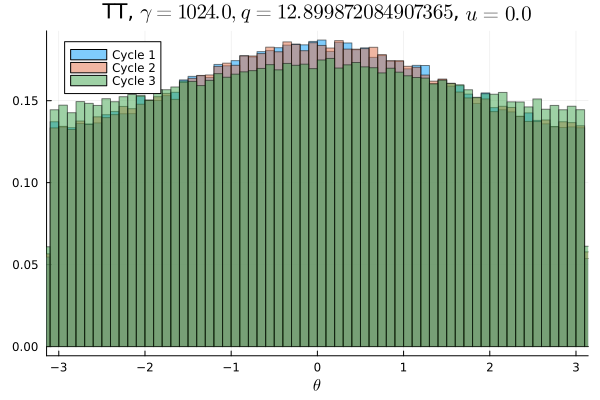 TT, γ = 1024.0, q = 12.899872084907365, u = 0.0
Cycle 1
Cycle 2
Cycle 3
0.15
0.10
0.05
0.00
−3 −2 −1 0 1 2 3
θ